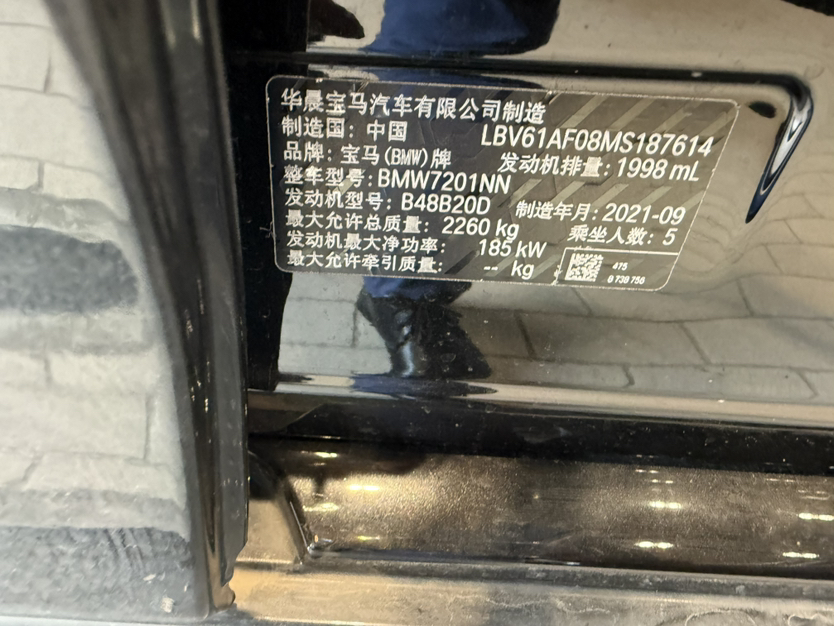 华晨宝马汽车有限公司制造
制造国：中国 LBV61AF08MS187614
品牌：宝马(BMW)牌 发动机排量：1998 mL
整车型号：BMW7201NN
发动机型号：B48B20D 制造年月：2021-09
最大允许总质量：2260 kg 乘坐人数：5
发动机最大净功率：185 kW
最大允许牵引质量：-- kg
475
0 738 750